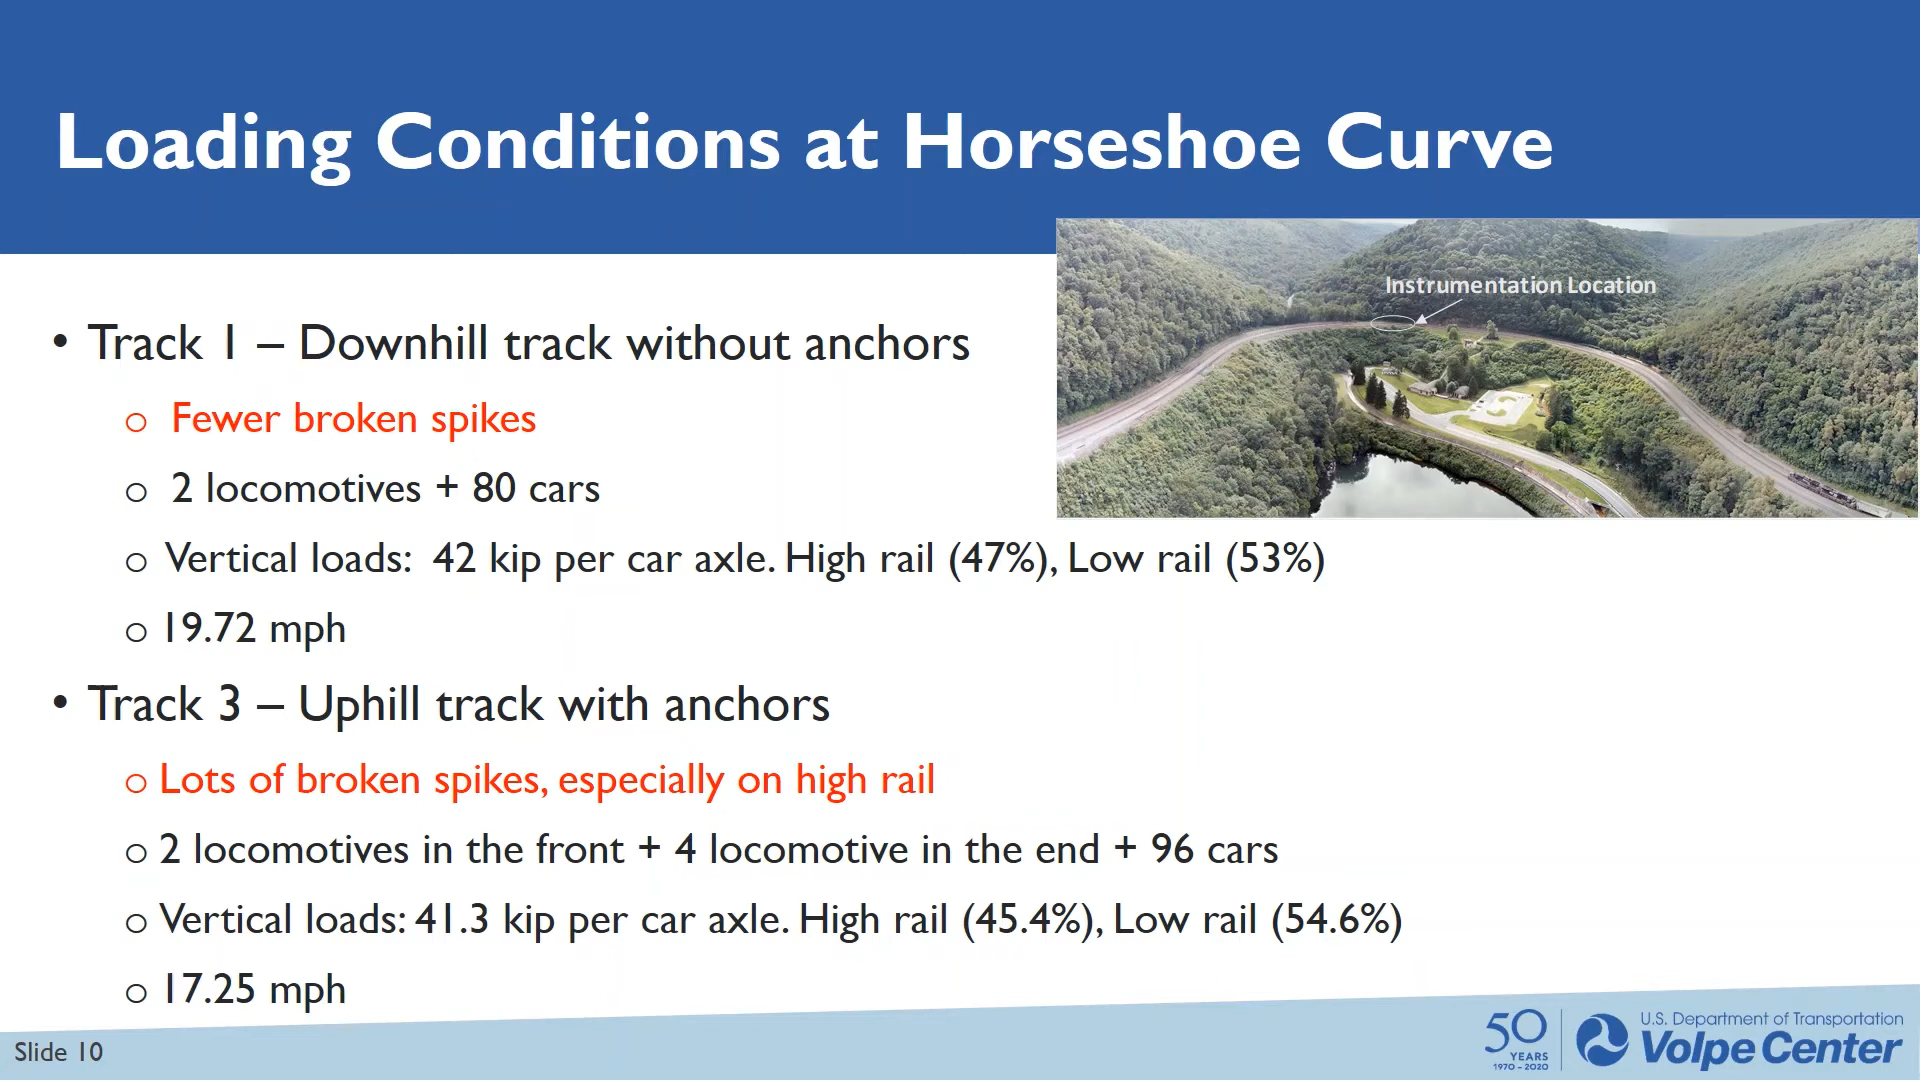 Loading Conditions at Horseshoe Curve
Instrumentation Location
• Track 1 – Downhill track without anchors
o Fewer broken spikes
o 2 locomotives + 80 cars
o Vertical loads: 42 kip per car axle. High rail (47%), Low rail (53%)
o 19.72 mph
• Track 3 – Uphill track with anchors
o Lots of broken spikes, especially on high rail
o 2 locomotives in the front + 4 locomotive in the end + 96 cars
o Vertical loads: 41.3 kip per car axle. High rail (45.4%), Low rail (54.6%)
o 17.25 mph
Slide 10
50
YEARS
1970 – 2020
U.S. Department of Transportation
Volpe Center